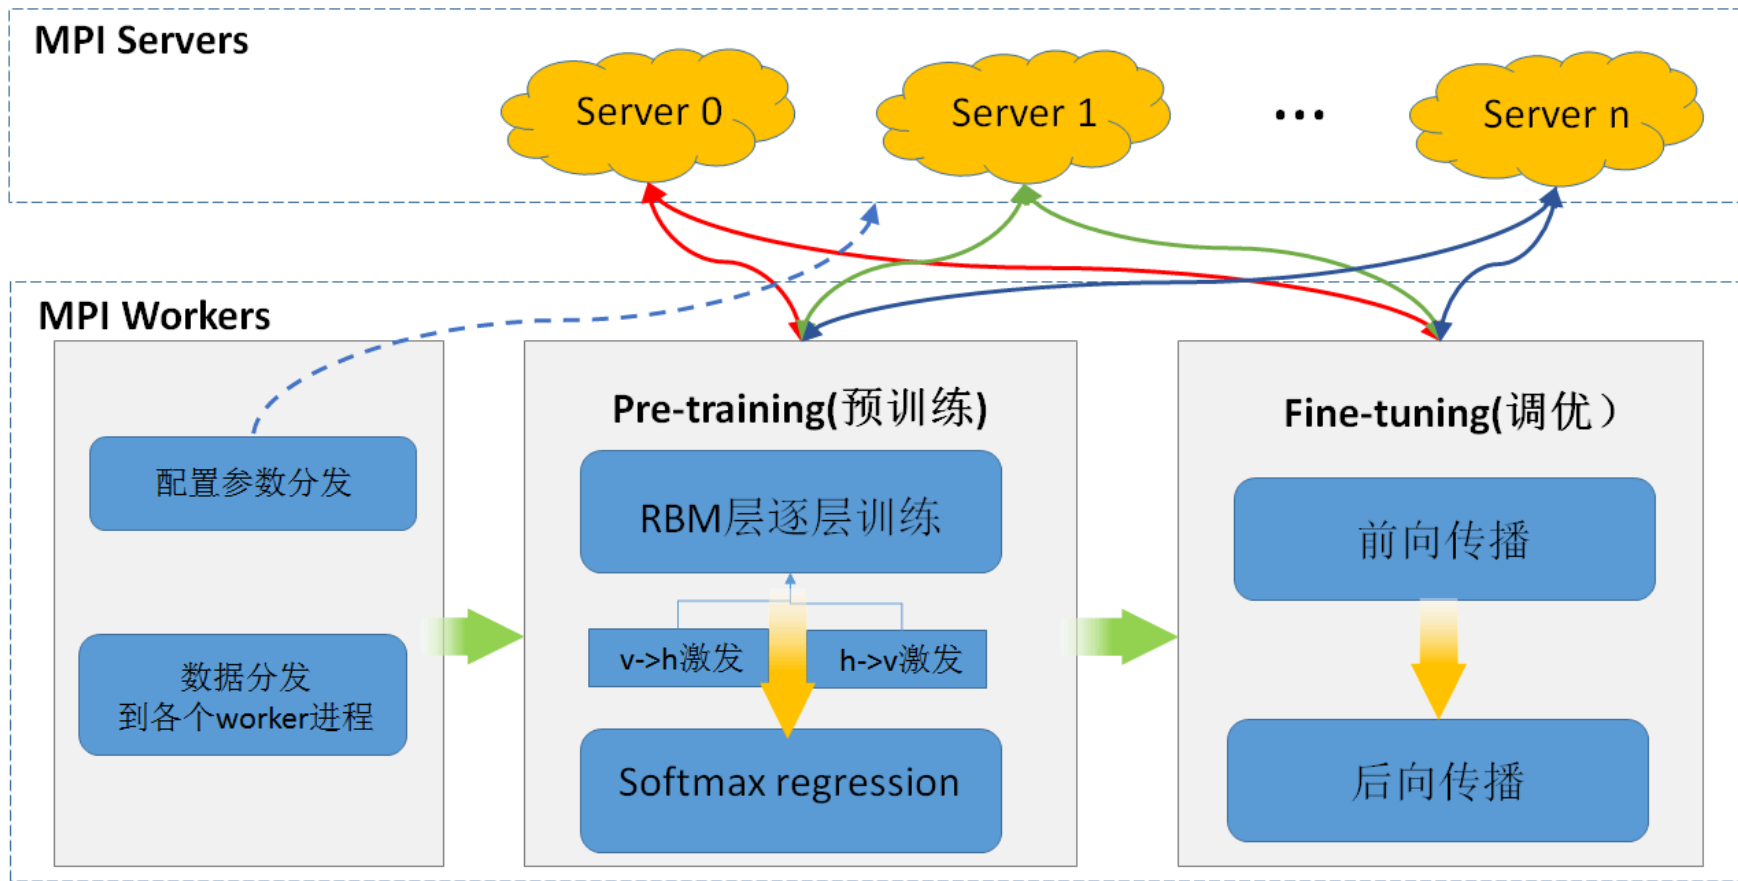 MPI Servers
Server 0
Server 1
...
Server n
MPI Workers
配置参数分发
数据分发
到各个worker进程
Pre-training(预训练)
RBM层逐层训练
v->h激发
h->v激发
Softmax regression
Fine-tuning(调优）
前向传播
后向传播